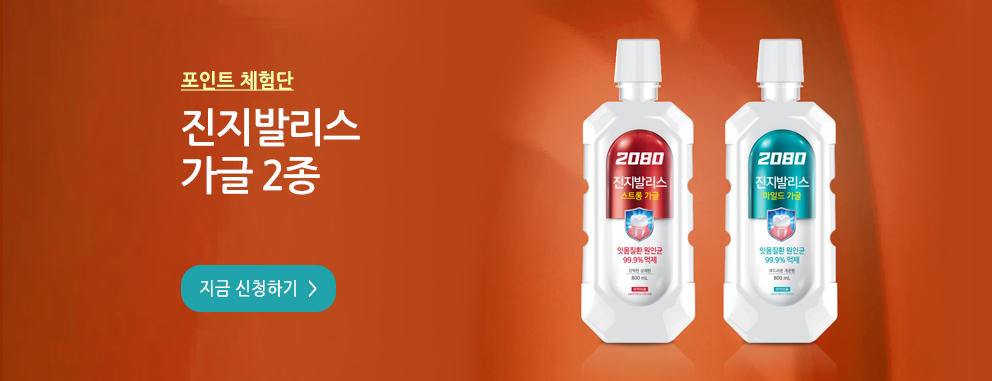 포인트 체험단
진지발리스
가글 2종
지금 신청하기 >
2080
진지발리스
스트롱 가글
잇몸질환 원인균
99.9% 억제
800 mL
2080
진지발리스
마일드 가글
잇몸질환 원인균
99.9% 억제
800 mL